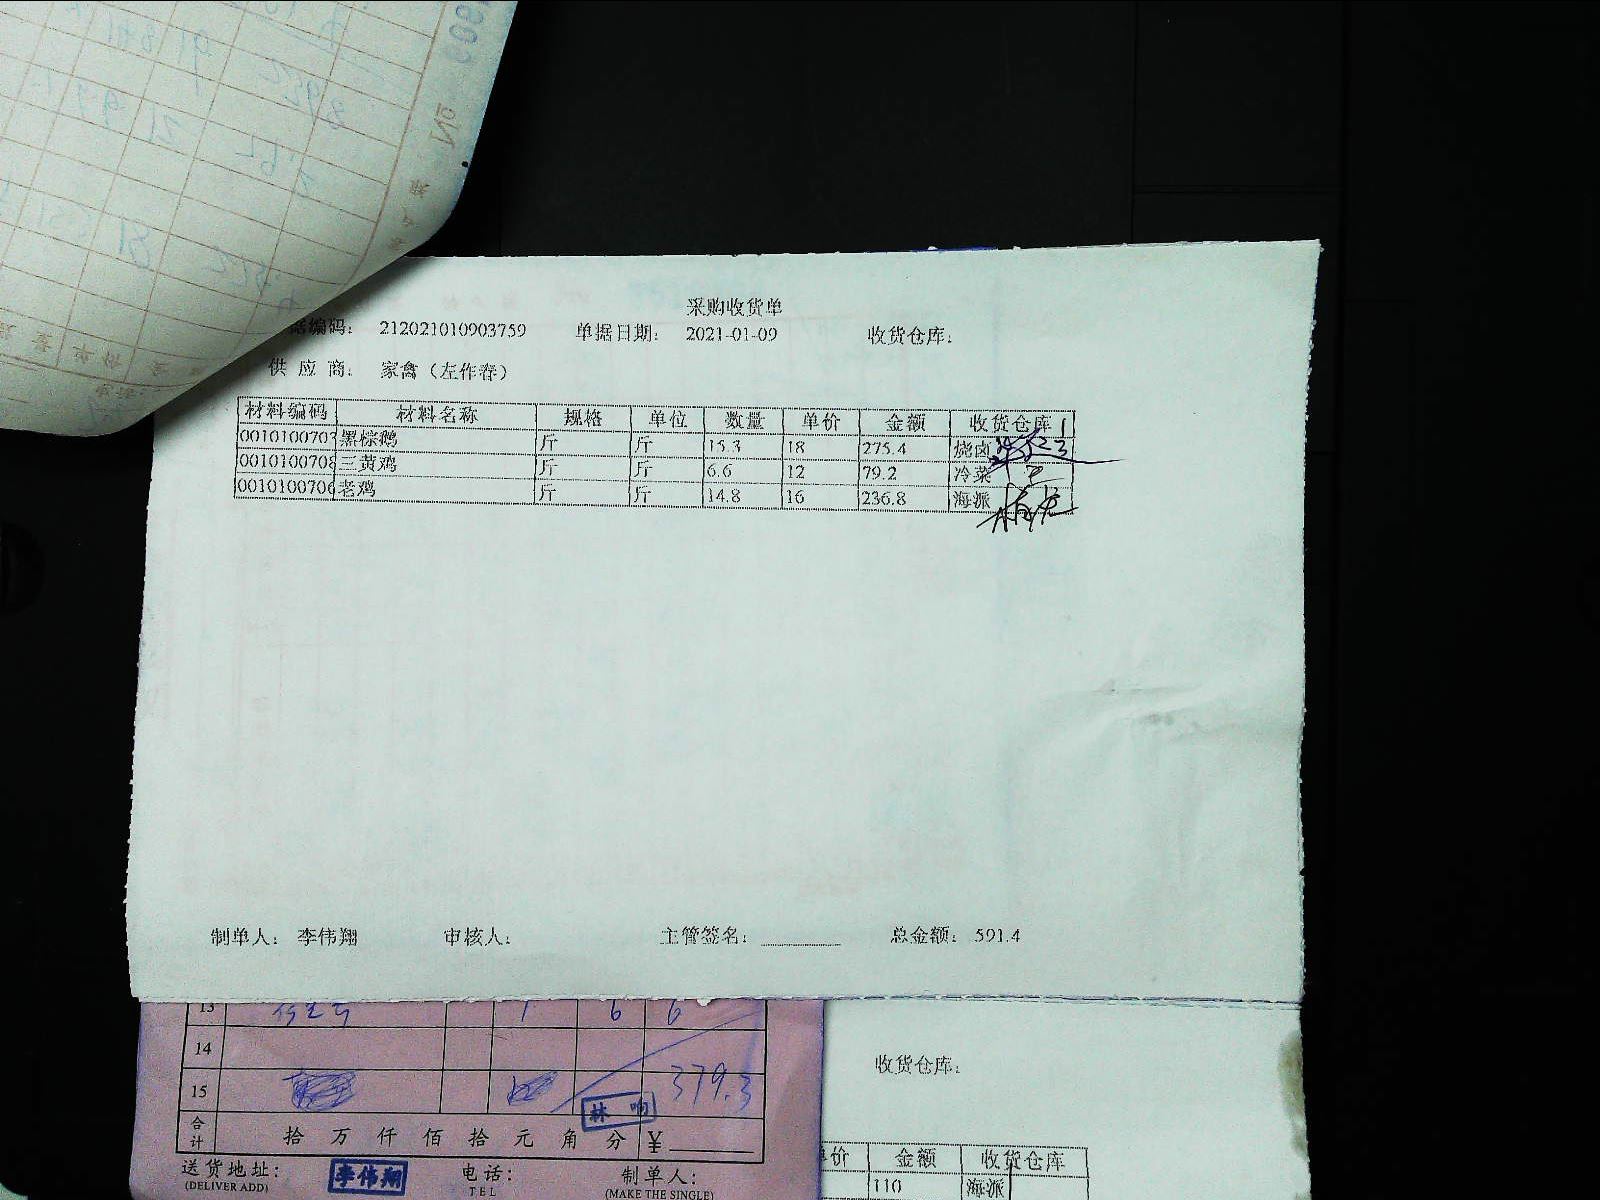 采购收货单
据编码： 212021010903759 单据日期： 2021-01-09 收货仓库：
供 应 商： 家禽（左作春）
材料编码 材料名称 规格 单位 数量 单价 金额 收货仓库
0010100703 黑棕鹅 斤 斤 15.3 18 275.4 烧卤
0010100708 三黄鸡 斤 斤 6.6 12 79.2 冷菜
0010100706 老鸡 斤 斤 14.8 16 236.8 海派
制单人： 李伟翔 审核人： 主管签名： 总金额： 591.4
13 1 6 6
14
15 379.3
林 响
合计 拾 万 仟 佰 拾 元 角 分 ¥
送货地址： 李伟翔 电话： 制单人：
(DELIVER ADD) TEL (MAKE THE SINGLE)
收货仓库：
单价 金额 收货仓库
110 海派